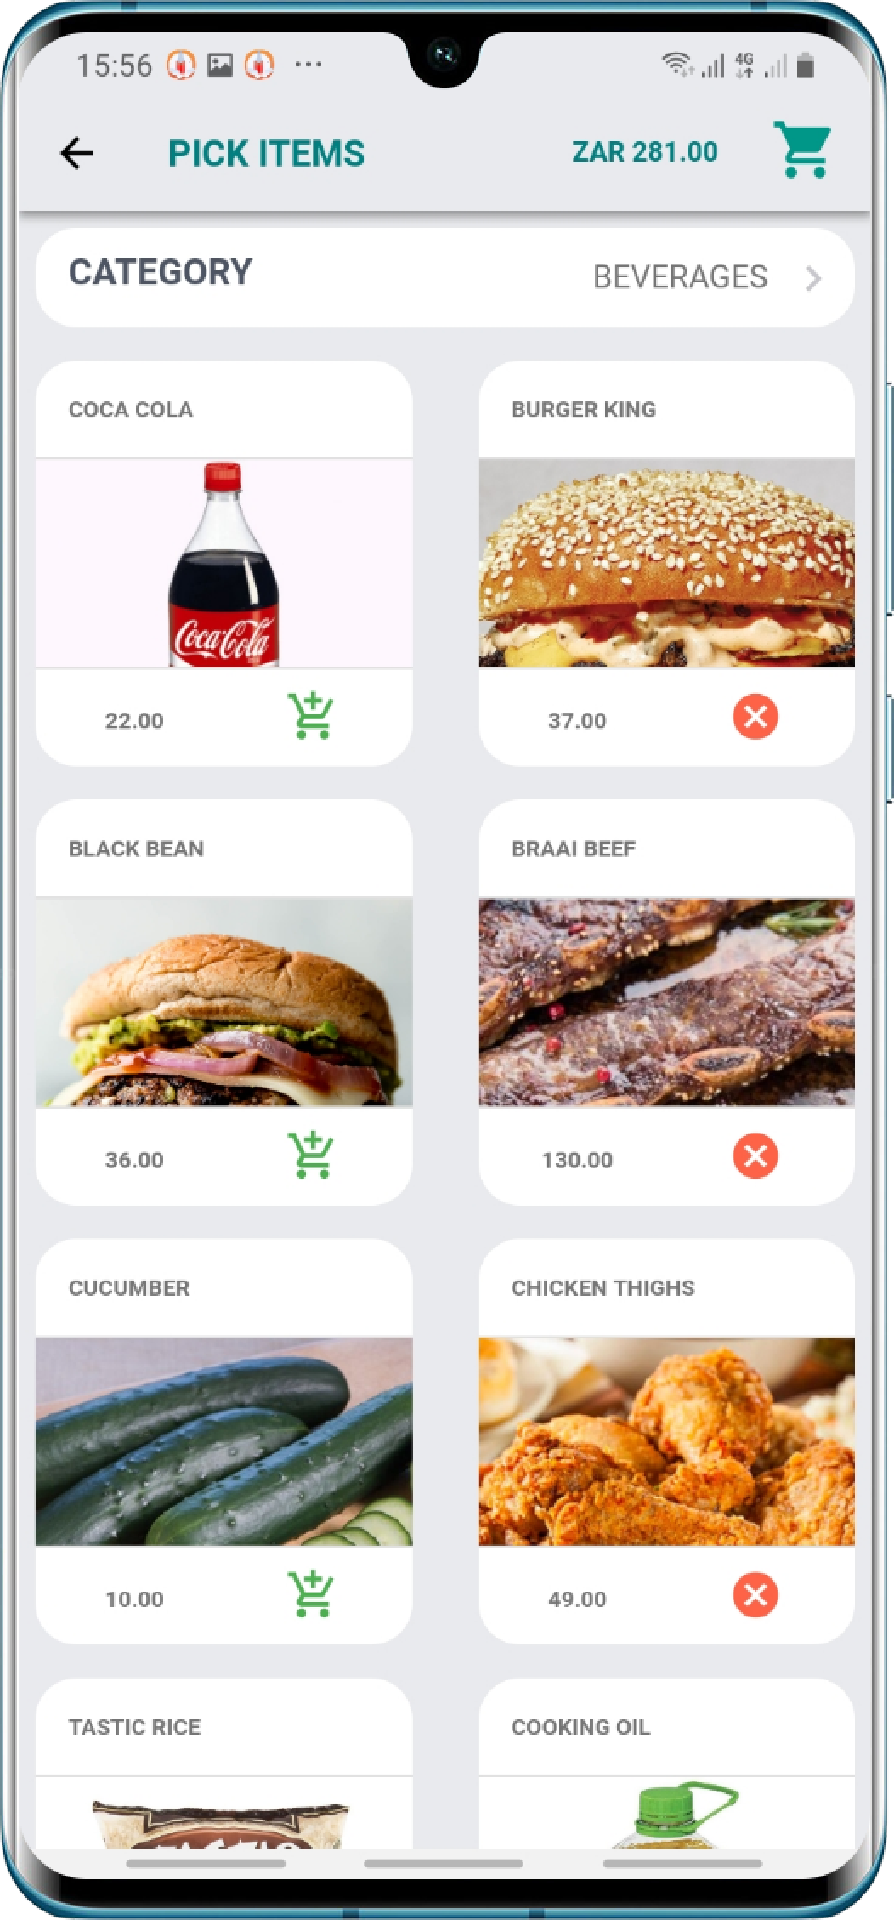 15:56
4G
PICK ITEMS
ZAR 281.00
CATEGORY
BEVERAGES
COCA COLA
BURGER KING
Coca-Cola
22.00
37.00
BLACK BEAN
BRAAI BEEF
36.00
130.00
CUCUMBER
CHICKEN THIGHS
10.00
49.00
TASTIC RICE
COOKING OIL